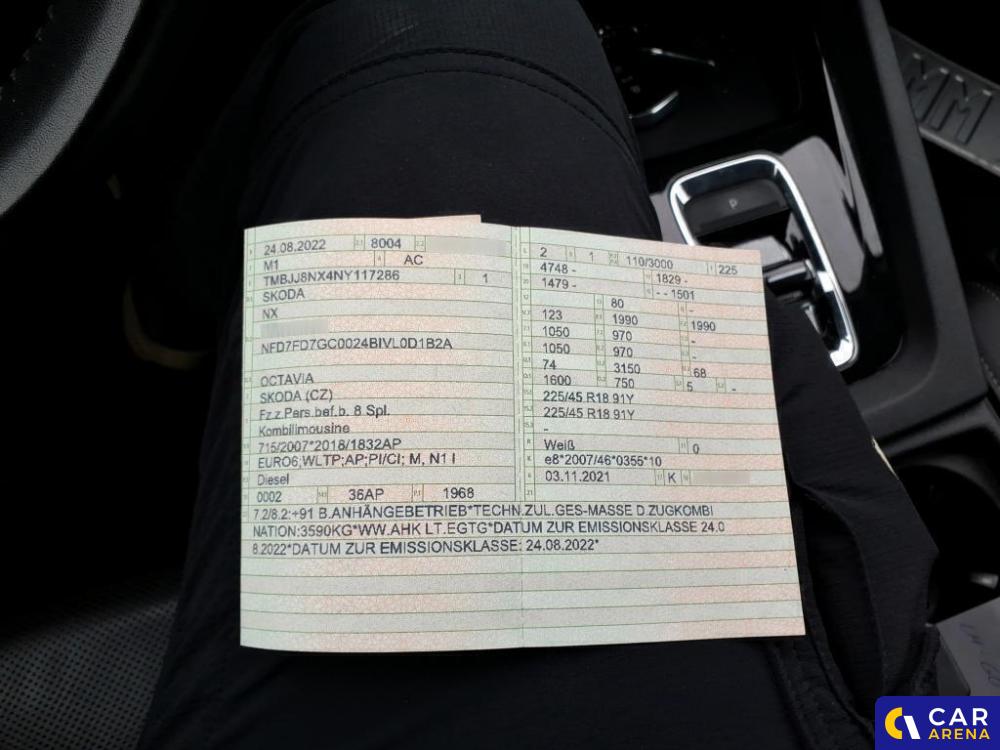 24.08.2022 8004
M1 AC
TMBJJ8NX4NY117286 1
SKODA
NX
NFD7FD7GC0024BIVL0D1B2A
OCTAVIA
SKODA (CZ)
Fz.z.Pers.bef.b. 8 Spl.
Kombilimousine
715/2007*2018/1832AP
EURO6;WLTP;AP;PI/CI; M, N1 I
Diesel
0002 36AP 1968
2 1 110/3000 225
4748 - 1829 -
1479 - - - 1501
80 -
123 1990 1990
1050 970 -
1050 970 -
74 3150 68
1600 750 5 -
225/45 R18 91Y
225/45 R18 91Y
-
Weiß 0
e8*2007/46*0355*10
03.11.2021 K
7.2/8.2:+91 B.ANHÄNGEBETRIEB*TECHN.ZUL.GES-MASSE D.ZUGKOMBI
NATION:3590KG*WW.AHK LT.EGTG*DATUM ZUR EMISSIONSKLASSE 24.0
8.2022*DATUM ZUR EMISSIONSKLASSE: 24.08.2022*
P
CAR
ARENA